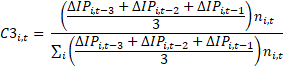 C3_{i,t} = \frac{\left(\frac{\Delta IP_{i,t-3} + \Delta IP_{i,t-2} + \Delta IP_{i,t-1}}{3}\right) n_{i,t}}{\sum_i \left(\frac{\Delta IP_{i,t-3} + \Delta IP_{i,t-2} + \Delta IP_{i,t-1}}{3}\right) n_{i,t}}